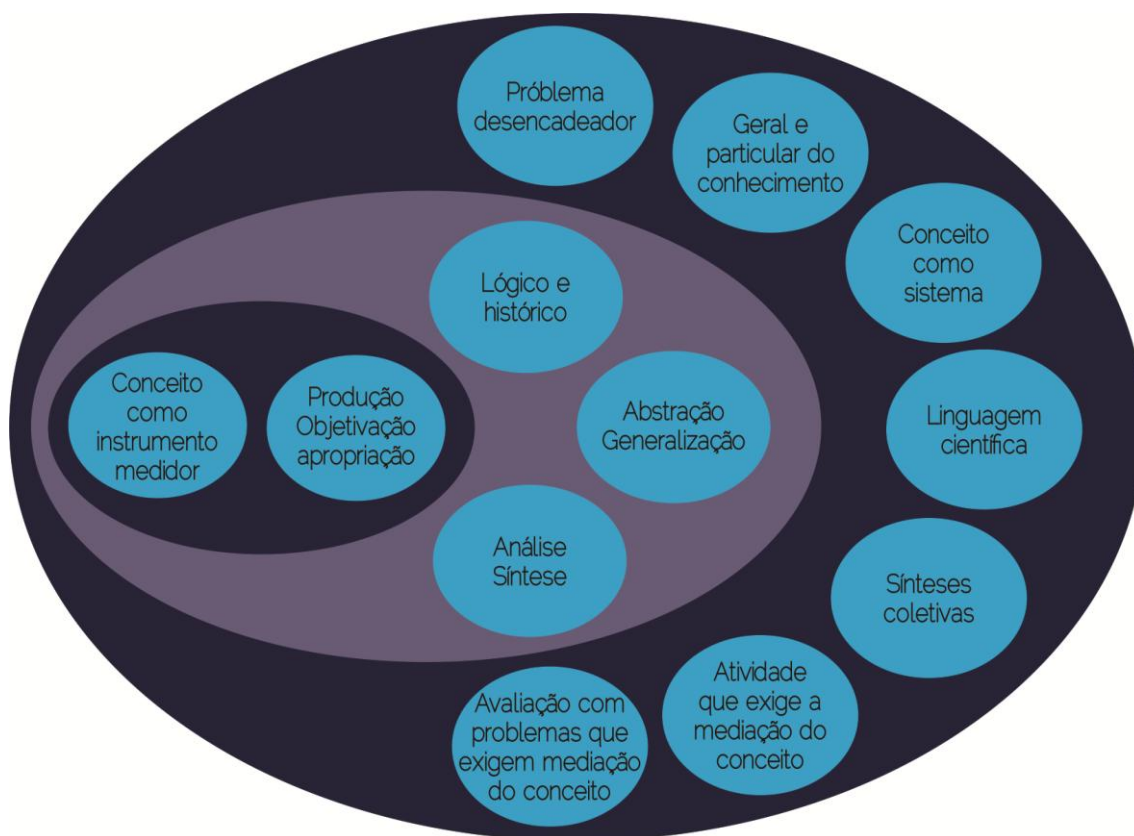 Próblema
desencadeador
Geral e
particular do
conhecimento
Conceito
como
sistema
Lógico e
histórico
Conceito
como
instrumento
medidor
Produção
Objetivação
apropriação
Abstração
Generalização
Linguagem
científica
Análise
Síntese
Sínteses
coletivas
Avaliação com
problemas que
exigem mediação
do conceito
Atividade
que exige a
mediação do
conceito